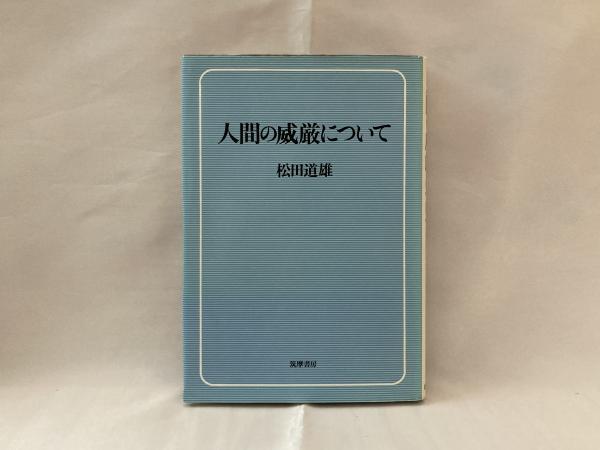 人間の威厳について
松田道雄
筑摩書房